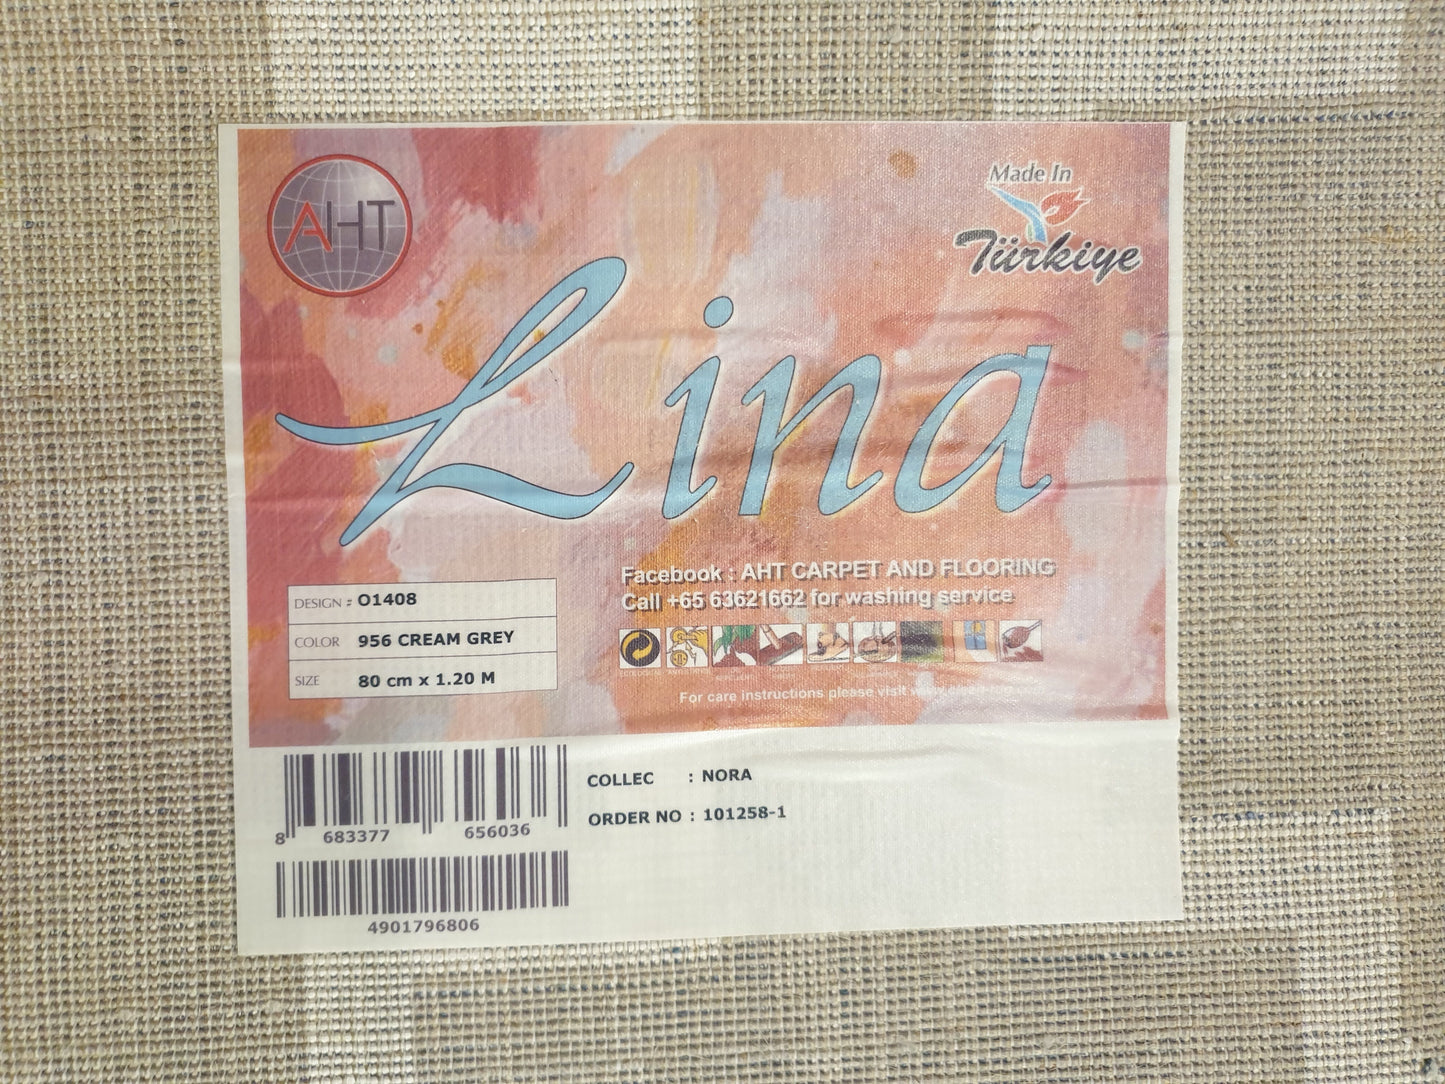 AHT
Made In
Türkiye
Lina
Facebook : AHT CARPET AND FLOORING
Call +65 63621662 for washing service
DESIGN # O1408
COLOR 956 CREAM GREY
SIZE 80 cm x 1.20 M
For care instructions please visit
8 683377 656036
COLLEC : NORA
ORDER NO : 101258-1
4901796806